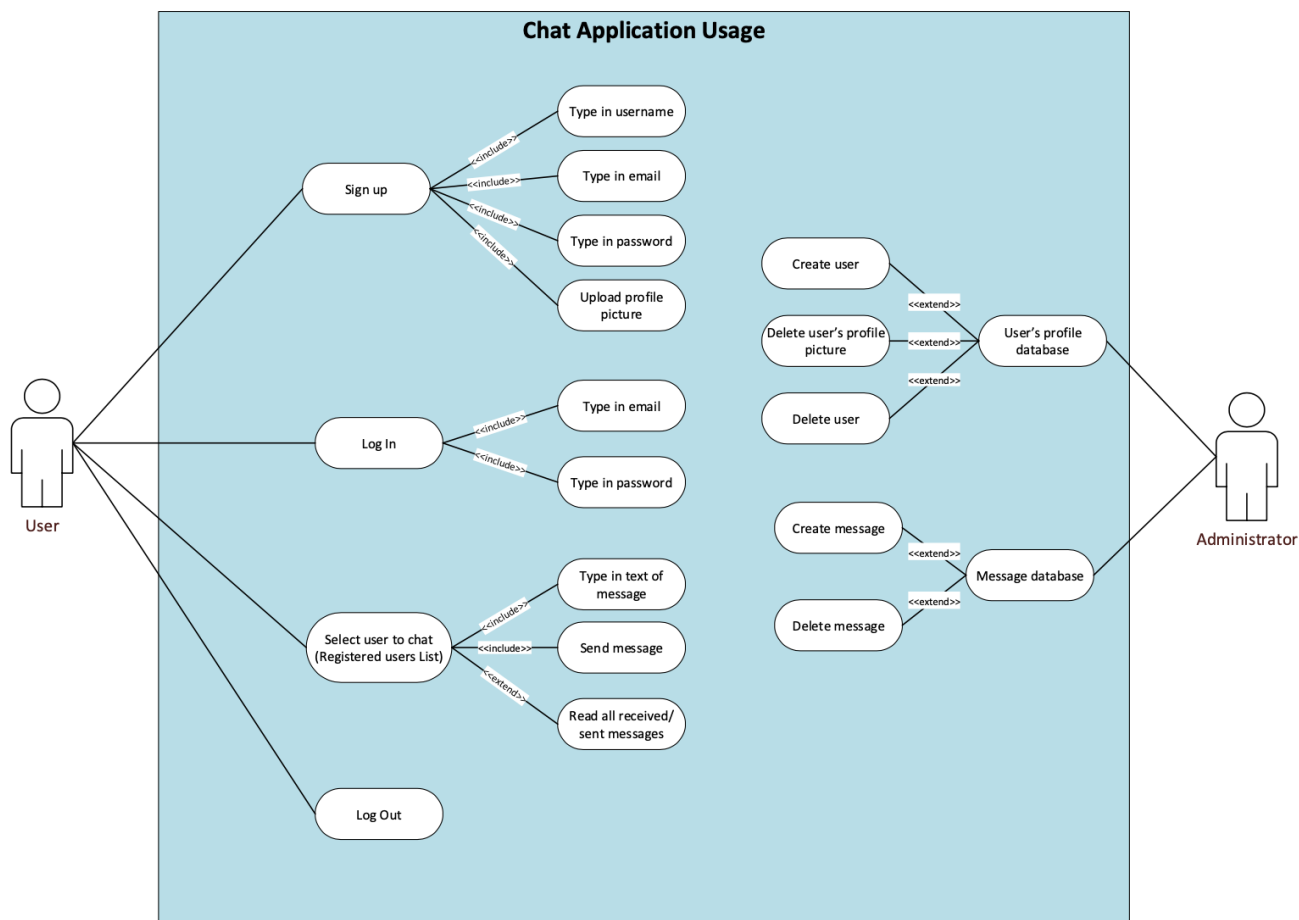 Chat Application Usage
Type in username
<<include>>
Sign up
<<include>>
Type in email
<<include>>
Type in password
<<include>>
Upload profile
picture
Create user
<<extend>>
Delete user's profile
picture
<<extend>>
User's profile
database
<<extend>>
Delete user
Type in email
<<include>>
Log In
<<include>>
Type in password
User
Create message
<<extend>>
Message database
<<extend>>
Delete message
Administrator
Type in text of
message
<<include>>
Select user to chat
(Registered users List)
<<include>>
Send message
<<extend>>
Read all received/
sent messages
Log Out